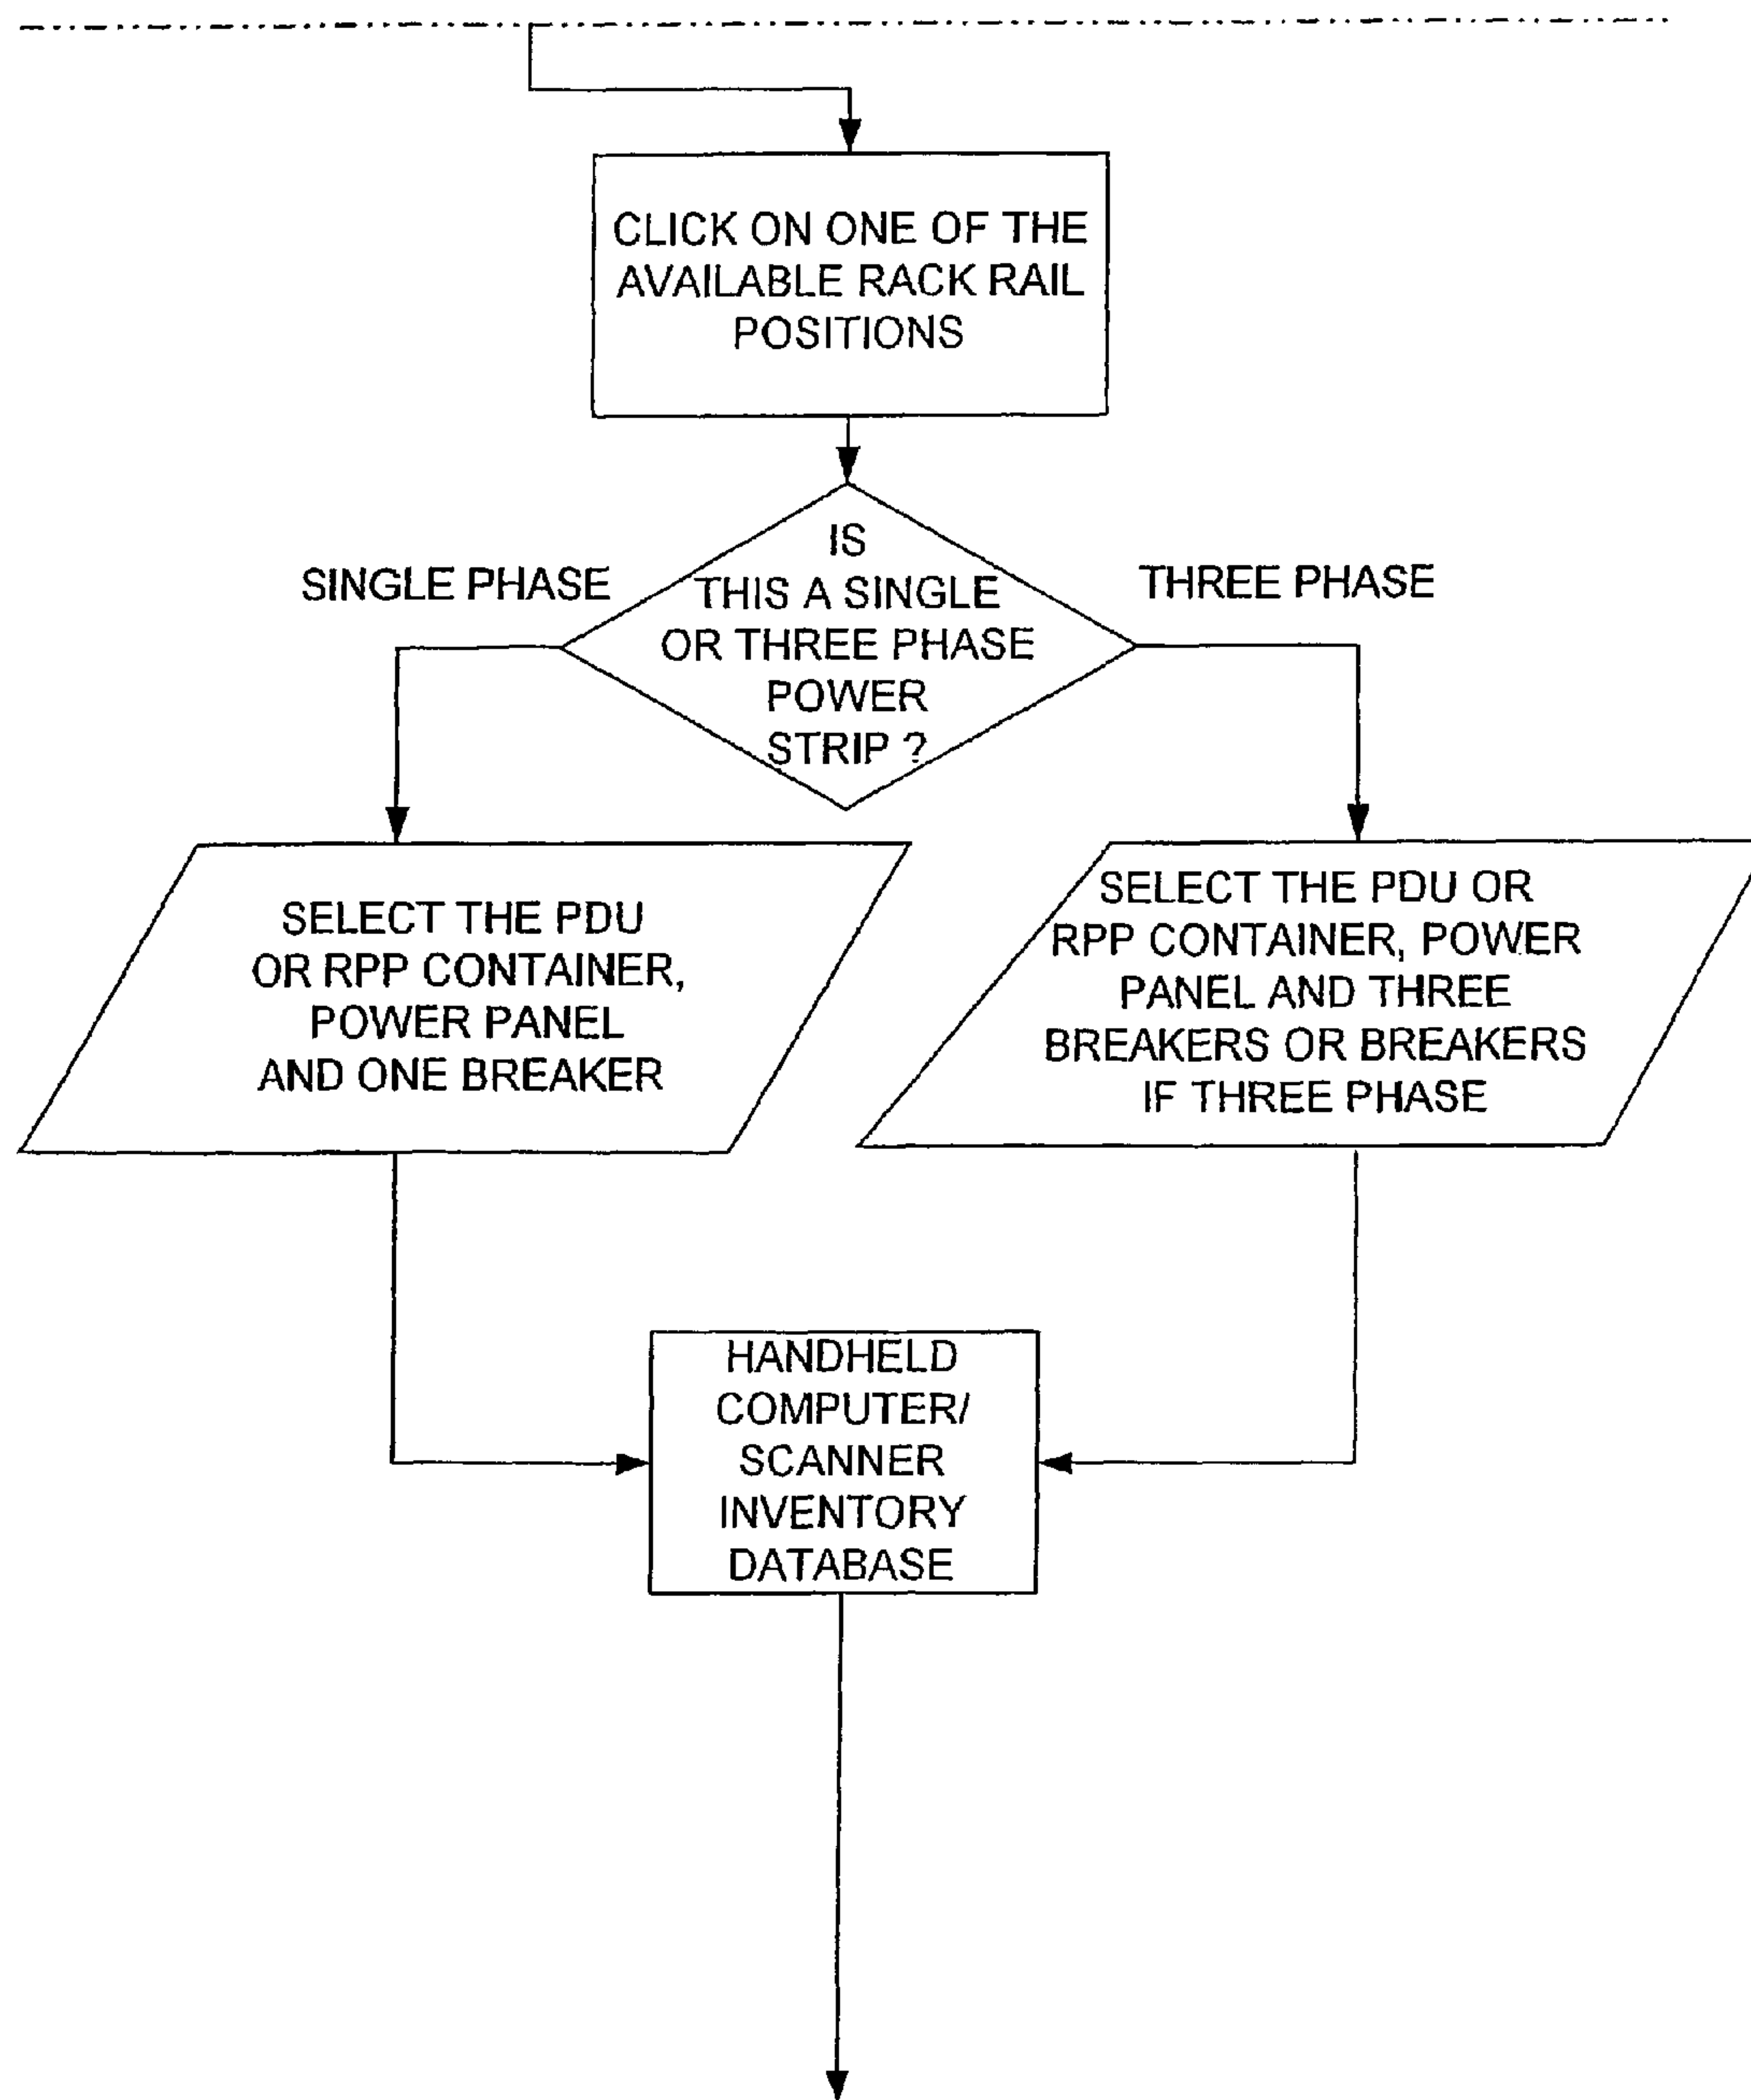 CLICK ON ONE OF THE
AVAILABLE RACK RAIL
POSITIONS
IS
THIS A SINGLE
OR THREE PHASE
POWER
STRIP ?
SINGLE PHASE
THREE PHASE
SELECT THE PDU
OR RPP CONTAINER,
POWER PANEL
AND ONE BREAKER
SELECT THE PDU OR
RPP CONTAINER, POWER
PANEL AND THREE
BREAKERS OR BREAKERS
IF THREE PHASE
HANDHELD
COMPUTER/
SCANNER
INVENTORY
DATABASE